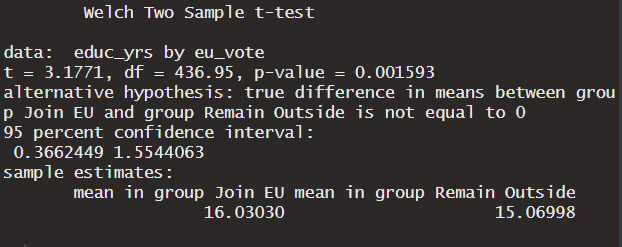 Welch Two Sample t-test
data:  educ_yrs by eu_vote
t = 3.1771, df = 436.95, p-value = 0.001593
alternative hypothesis: true difference in means between grou
p Join EU and group Remain Outside is not equal to 0
95 percent confidence interval:
 0.3662449 1.5544063
sample estimates:
mean in group Join EU mean in group Remain Outside
16.03030 15.06998